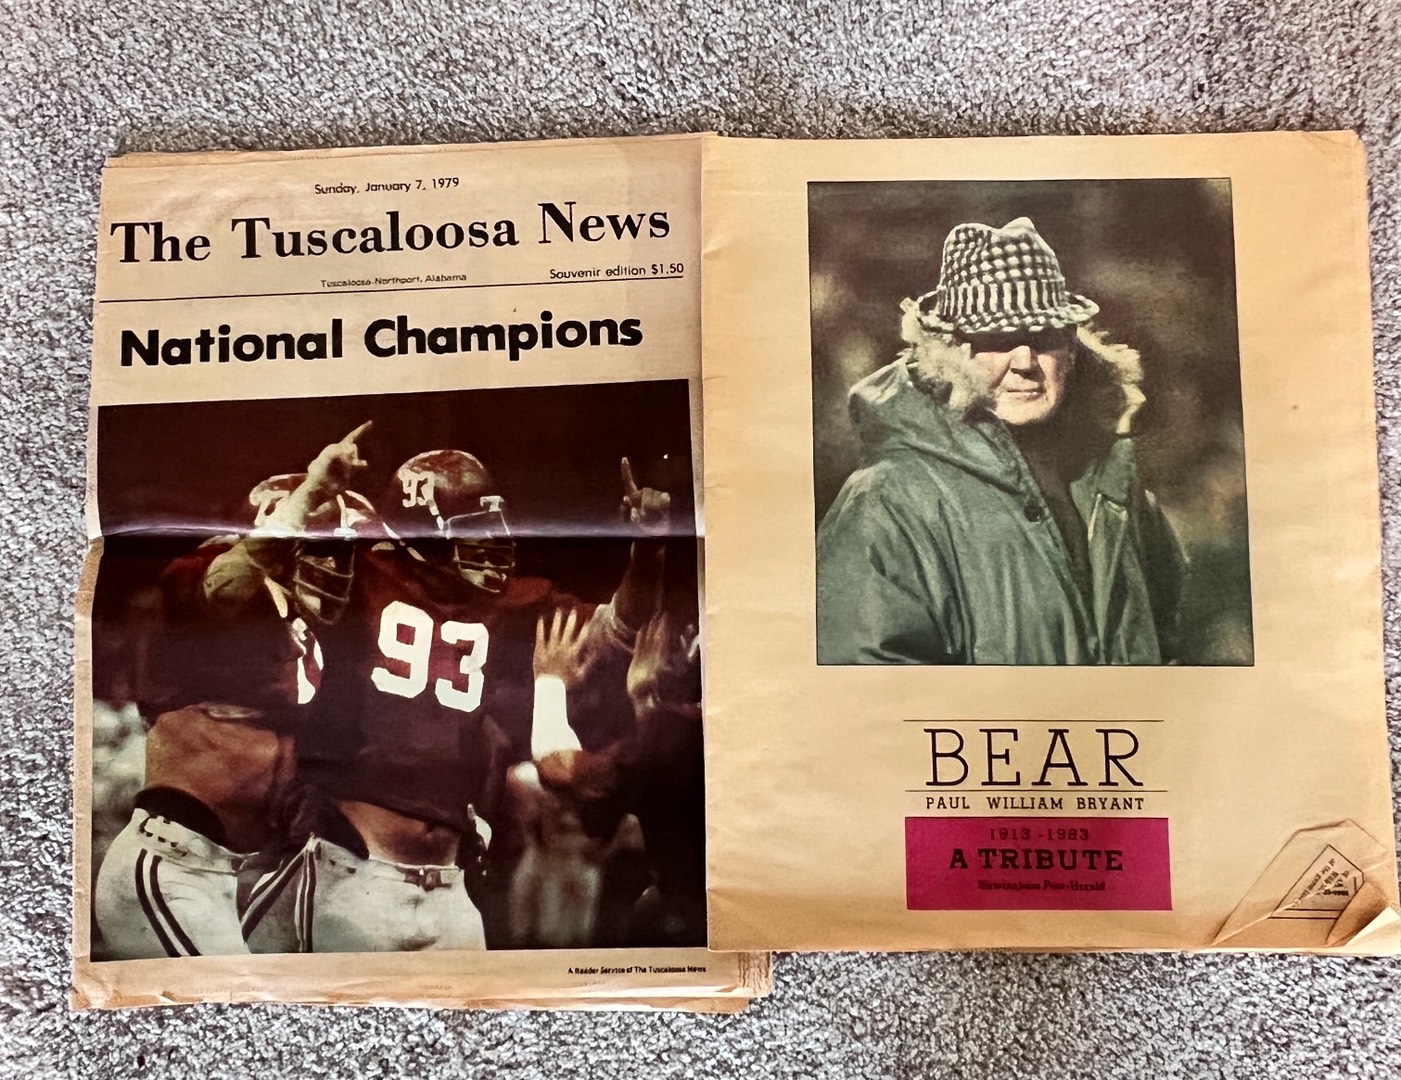 Sunday, January 7, 1979
The Tuscaloosa News
Tuscaloosa-Northport, Alabama
Souvenir edition $1.50
National Champions
93
93
A Reader Service of The Tuscaloosa News
BEAR
PAUL WILLIAM BRYANT
1913-1983
A TRIBUTE
Birmingham Post-Herald